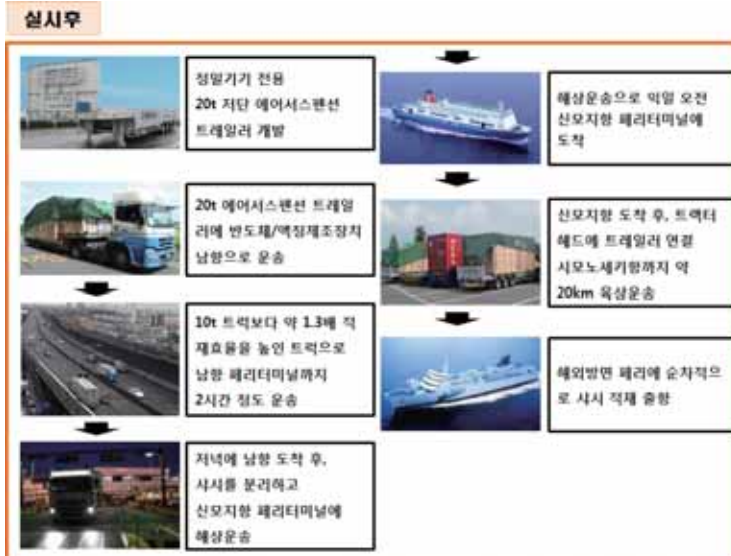 실시후
정밀기기 전용
20t 저단 에어서스펜션
트레일러 개발
20t 에어서스펜션 트레일
러에 반도체/액정제조장치
남항으로 운송
10t 트럭보다 약 1.3배 적
재효율을 높인 트럭으로
남항 페리터미널까지
2시간 정도 운송
저녁에 남항 도착 후,
샤시를 분리하고
신모지항 페리터미널에
해상운송
해상운송으로 익일 오전
신모지항 페리터미널에
도착
신모지항 도착 후, 트랙터
헤드에 트레일러 연결
시모노세키항까지 약
20km 육상운송
해외방면 페리에 순차적으
로 샤시 적재 출항